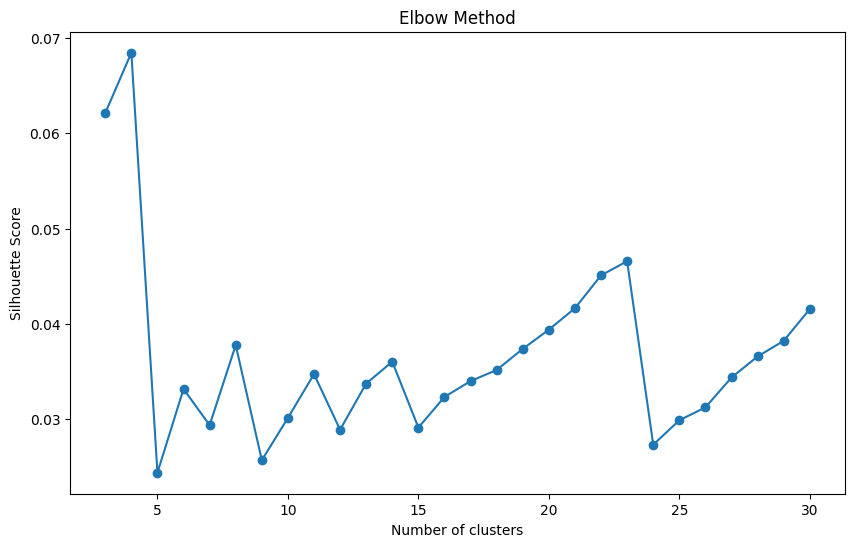 Elbow Method
Silhouette Score
0.07
0.06
0.05
0.04
0.03
5 10 15 20 25 30
Number of clusters